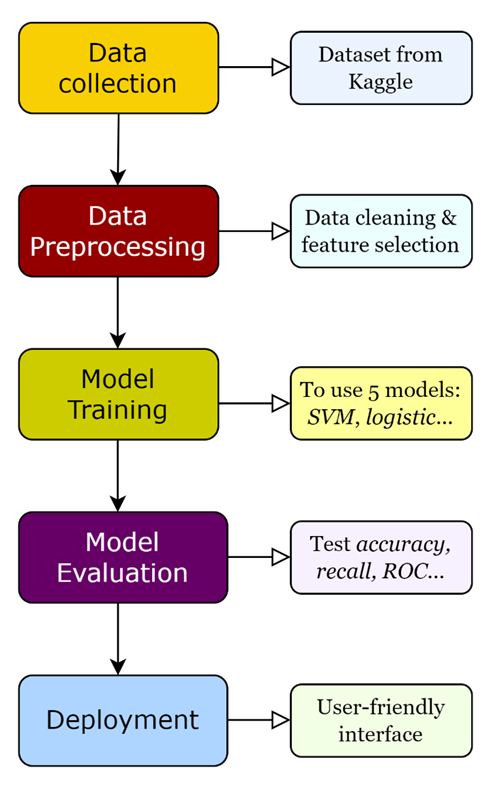 Data
collection
Dataset from
Kaggle
Data
Preprocessing
Data cleaning &
feature selection
Model
Training
To use 5 models:
SVM, logistic...
Model
Evaluation
Test accuracy,
recall, ROC...
Deployment
User-friendly
interface